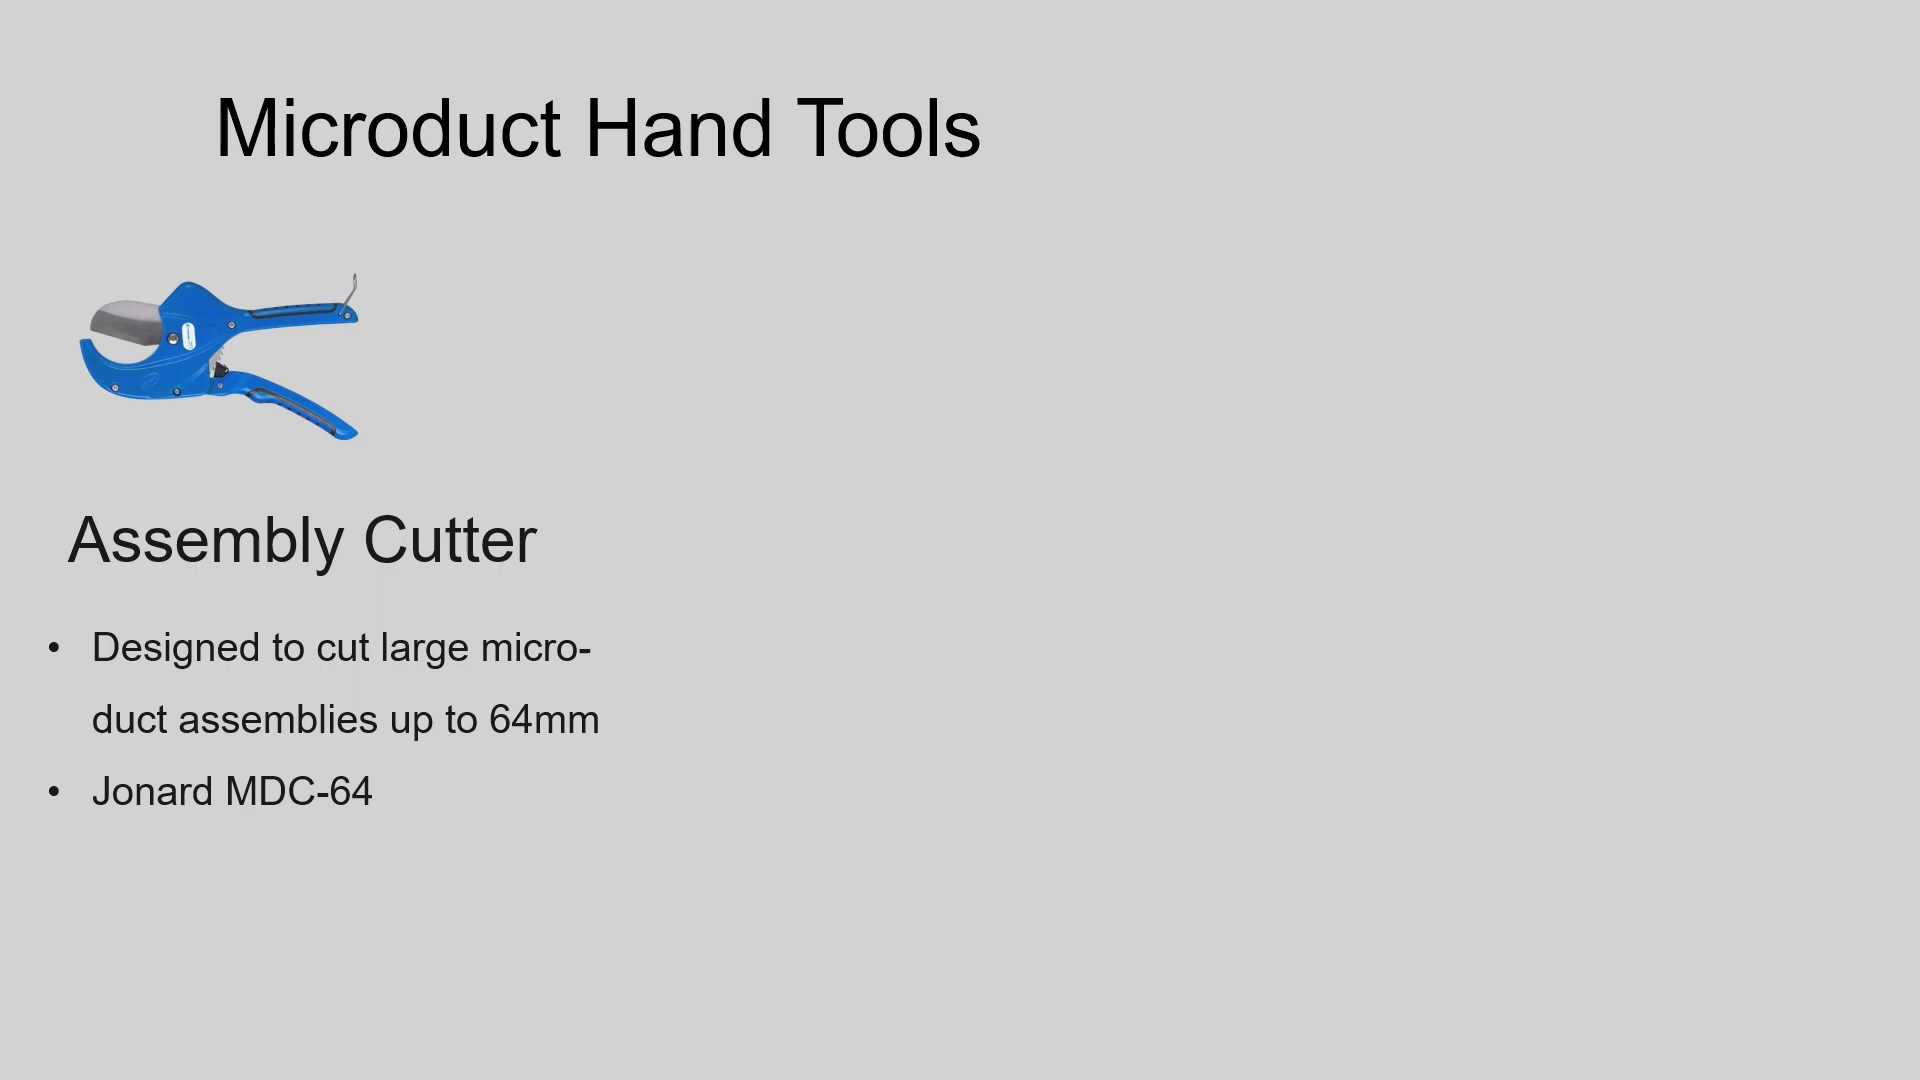 Microduct Hand Tools
Assembly Cutter
• Designed to cut large micro-
duct assemblies up to 64mm
• Jonard MDC-64